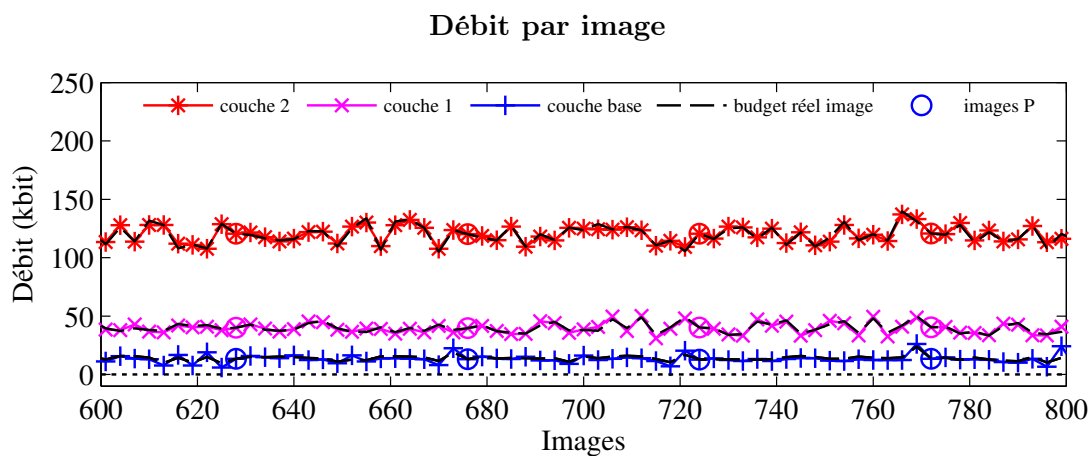 Débit par image
250
couche 2 couche 1 couche base budget réel image images P
200
150
100
50
0
Débit (kbit)
600 620 640 660 680 700 720 740 760 780 800
Images